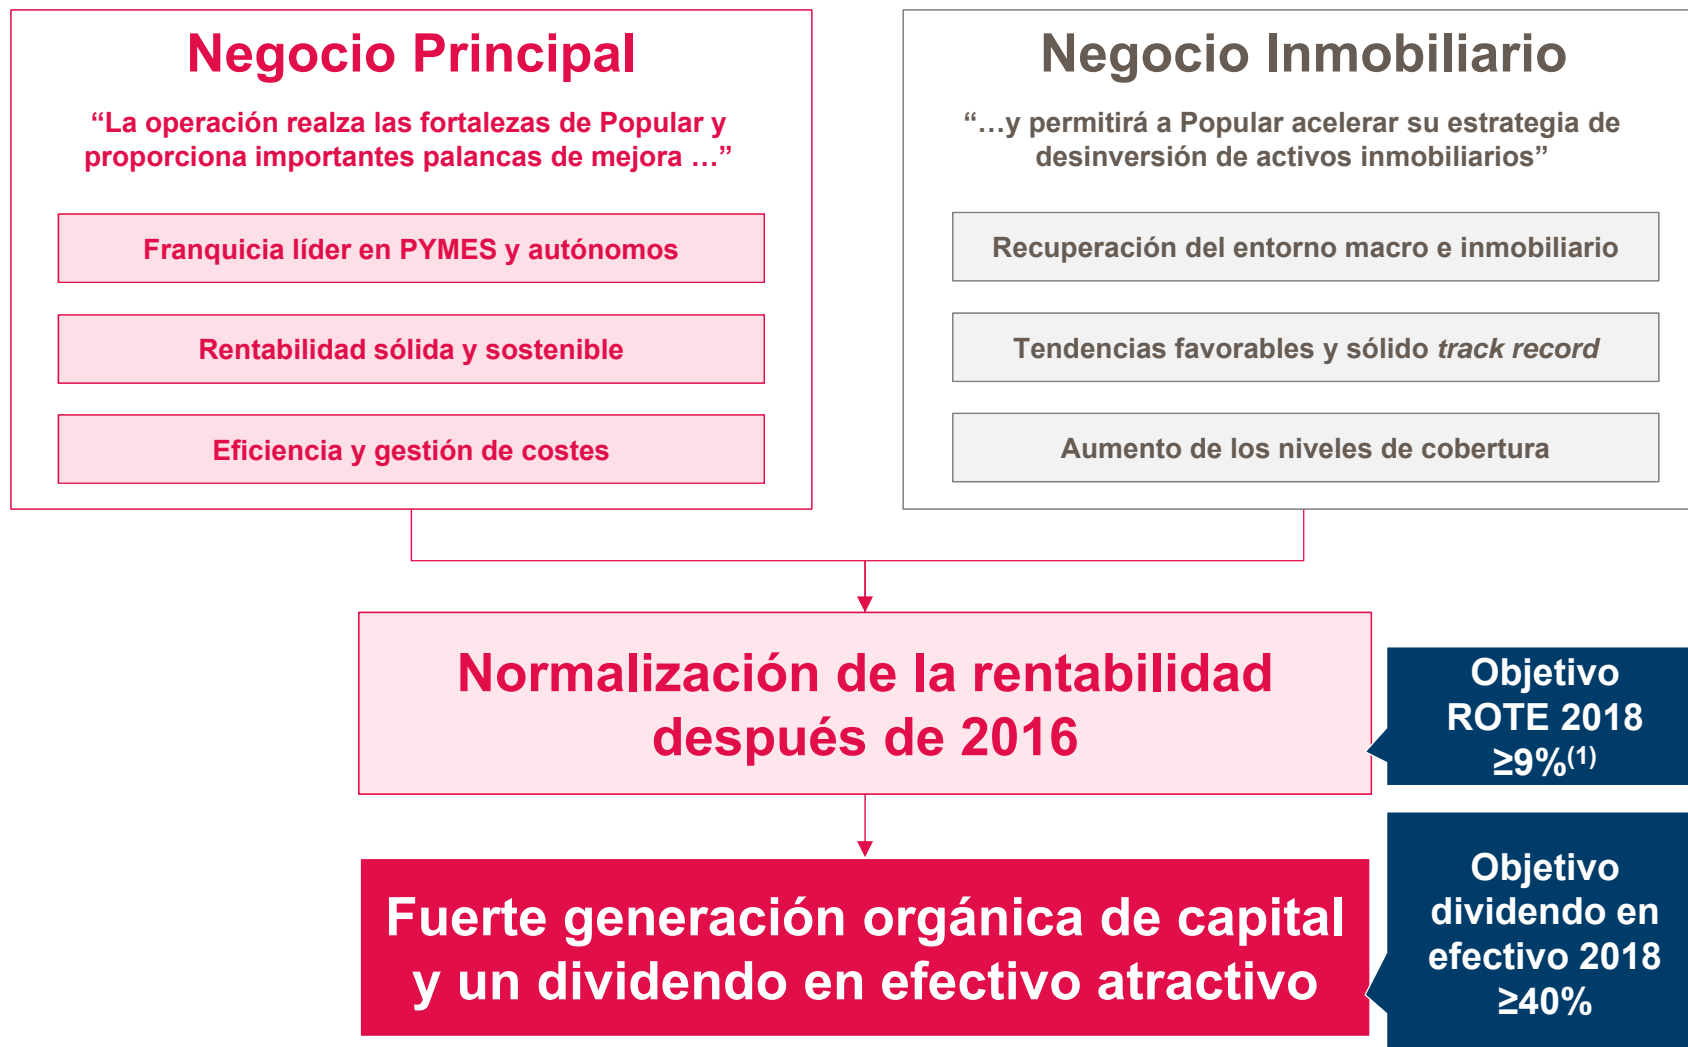 Negocio Principal
“La operación realza las fortalezas de Popular y
proporciona importantes palancas de mejora …”
Franquicia líder en PYMES y autónomos
Rentabilidad sólida y sostenible
Eficiencia y gestión de costes
Negocio Inmobiliario
“…y permitirá a Popular acelerar su estrategia de
desinversión de activos inmobiliarios”
Recuperación del entorno macro e inmobiliario
Tendencias favorables y sólido track record
Aumento de los niveles de cobertura
Normalización de la rentabilidad
después de 2016
Objetivo
ROTE 2018
≥9%(1)
Fuerte generación orgánica de capital
y un dividendo en efectivo atractivo
Objetivo
dividendo en
efectivo 2018
≥40%